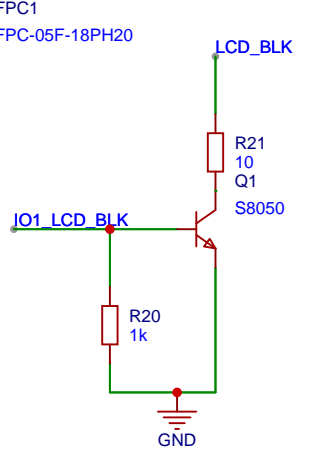 FPC1
FPC-05F-18PH20
LCD_BLK
R21
10
Q1
S8050
IO1_LCD_BLK
R20
1k
GND